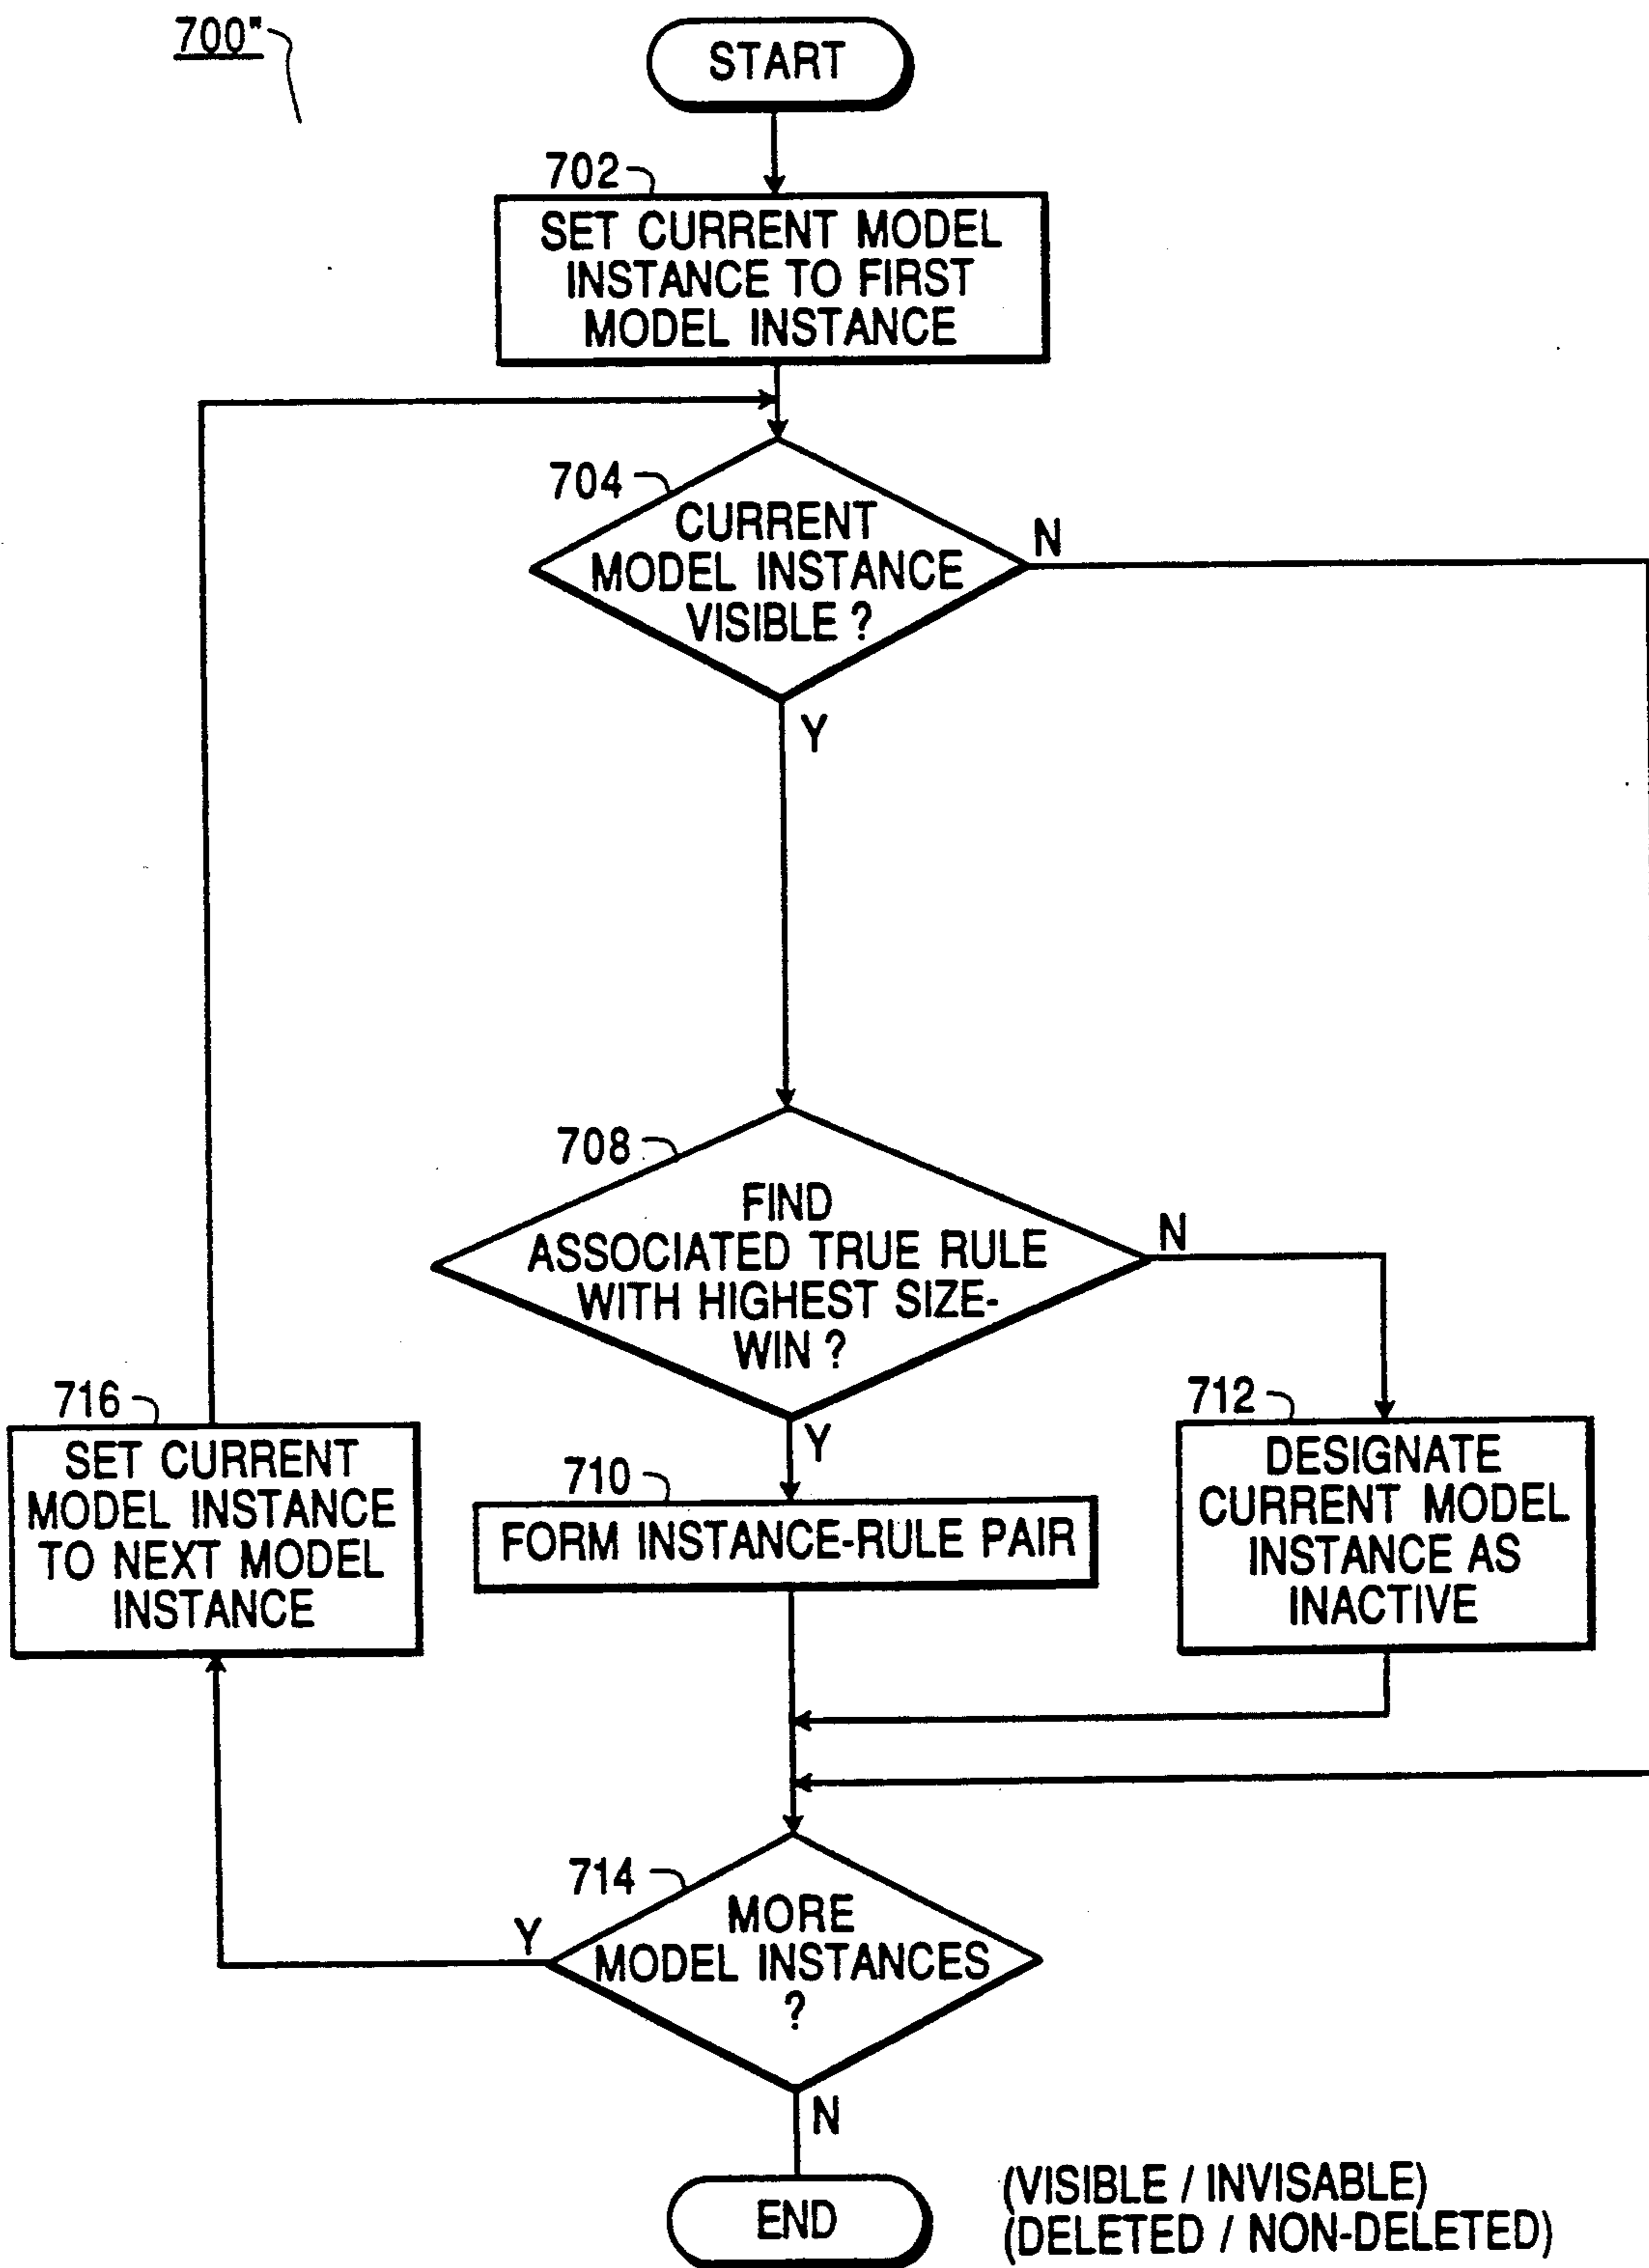 700"
START
702
SET CURRENT MODEL
INSTANCE TO FIRST
MODEL INSTANCE
704
CURRENT
MODEL INSTANCE
VISIBLE ?
N
Y
708
FIND
ASSOCIATED TRUE RULE
WITH HIGHEST SIZE-
WIN ?
N
Y
716
SET CURRENT
MODEL INSTANCE
TO NEXT MODEL
INSTANCE
710
FORM INSTANCE-RULE PAIR
712
DESIGNATE
CURRENT MODEL
INSTANCE AS
INACTIVE
714
MORE
MODEL INSTANCES
?
Y
N
END
(VISIBLE / INVISABLE)
(DELETED / NON-DELETED)